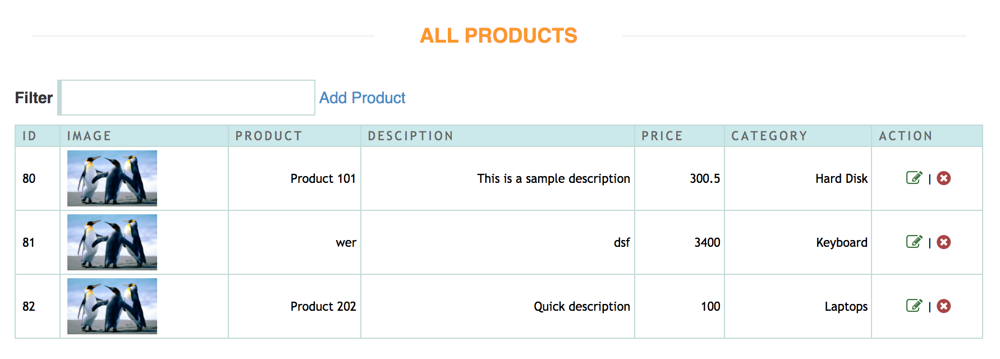 ALL PRODUCTS
Filter Add Product
ID IMAGE PRODUCT DESCIPTION PRICE CATEGORY ACTION
80 Product 101 This is a sample description 300.5 Hard Disk |
81 wer dsf 3400 Keyboard |
82 Product 202 Quick description 100 Laptops |